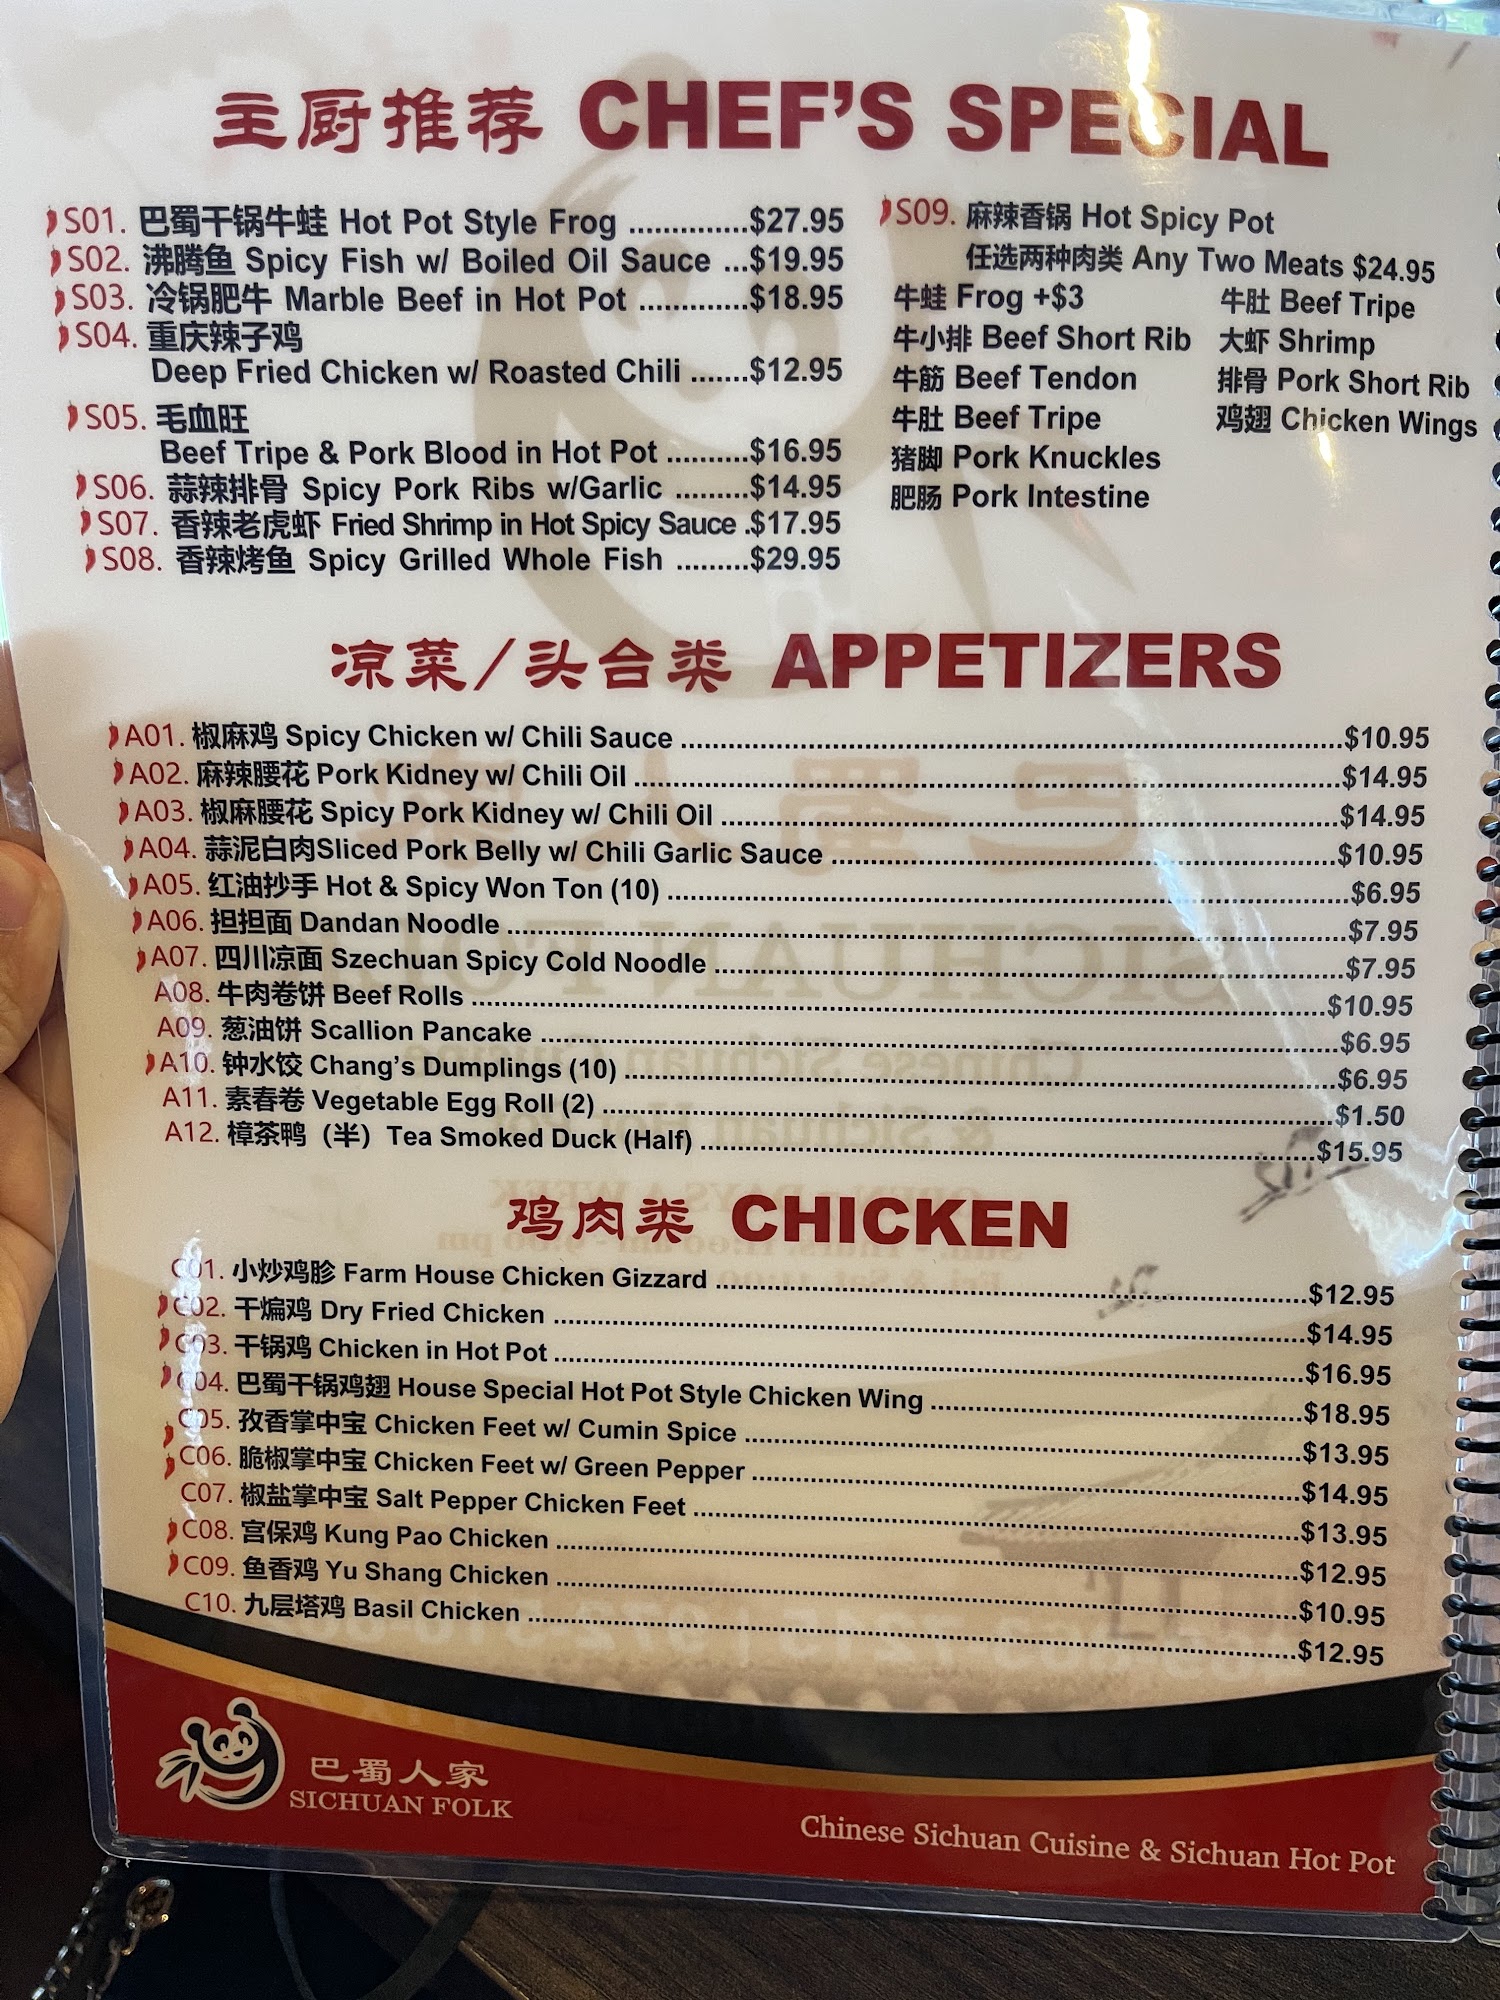 主厨推荐 CHEF'S SPECIAL
S01. 巴蜀干锅牛蛙 Hot Pot Style Frog ..............$27.95
S02. 沸腾鱼 Spicy Fish w/ Boiled Oil Sauce ...$19.95
S03. 冷锅肥牛 Marble Beef in Hot Pot .............$18.95
S04. 重庆辣子鸡
Deep Fried Chicken w/ Roasted Chili .......$12.95
S05. 毛血旺
Beef Tripe & Pork Blood in Hot Pot ..........$16.95
S06. 蒜辣排骨 Spicy Pork Ribs w/Garlic .........$14.95
S07. 香辣老虎虾 Fried Shrimp in Hot Spicy Sauce .$17.95
S08. 香辣烤鱼 Spicy Grilled Whole Fish .........$29.95
S09. 麻辣香锅 Hot Spicy Pot
任选两种肉类 Any Two Meats $24.95
牛蛙 Frog +$3 牛肚 Beef Tripe
牛小排 Beef Short Rib 大虾 Shrimp
牛筋 Beef Tendon 排骨 Pork Short Rib
牛肚 Beef Tripe 鸡翅 Chicken Wings
猪脚 Pork Knuckles
肥肠 Pork Intestine
凉菜/头台类 APPETIZERS
A01. 椒麻鸡 Spicy Chicken w/ Chili Sauce ........$10.95
A02. 麻辣腰花 Pork Kidney w/ Chili Oil ........$14.95
A03. 椒麻腰花 Spicy Pork Kidney w/ Chili Oil ........$14.95
A04. 蒜泥白肉Sliced Pork Belly w/ Chili Garlic Sauce ........$10.95
A05. 红油抄手 Hot & Spicy Won Ton (10) ........$6.95
A06. 担担面 Dandan Noodle ........$7.95
A07. 四川凉面 Szechuan Spicy Cold Noodle ........$7.95
A08. 牛肉卷饼 Beef Rolls ........$10.95
A09. 葱油饼 Scallion Pancake ........$6.95
A10. 钟水饺 Chang's Dumplings (10) ........$6.95
A11. 素春卷 Vegetable Egg Roll (2) ........$1.50
A12. 樟茶鸭（半）Tea Smoked Duck (Half) ........$15.95
鸡肉类 CHICKEN
C01. 小炒鸡胗 Farm House Chicken Gizzard ........$12.95
C02. 干煸鸡 Dry Fried Chicken ........$14.95
C03. 干锅鸡 Chicken in Hot Pot ........$16.95
C04. 巴蜀干锅鸡翅 House Special Hot Pot Style Chicken Wing ........$18.95
C05. 孜香掌中宝 Chicken Feet w/ Cumin Spice ........$13.95
C06. 脆椒掌中宝 Chicken Feet w/ Green Pepper ........$14.95
C07. 椒盐掌中宝 Salt Pepper Chicken Feet ........$13.95
C08. 宫保鸡 Kung Pao Chicken ........$12.95
C09. 鱼香鸡 Yu Shang Chicken ........$10.95
C10. 九层塔鸡 Basil Chicken ........$12.95
巴蜀人家
SICHUAN FOLK
Chinese Sichuan Cuisine & Sichuan Hot Pot